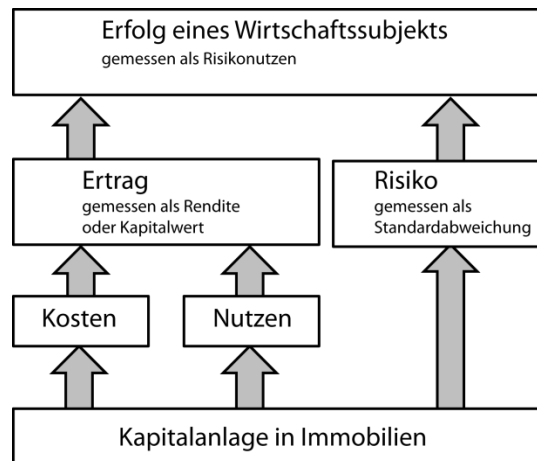 Erfolg eines Wirtschaftssubjekts
gemessen als Risikonutzen
Ertrag
gemessen als Rendite
oder Kapitalwert
Risiko
gemessen als
Standardabweichung
Kosten
Nutzen
Kapitalanlage in Immobilien